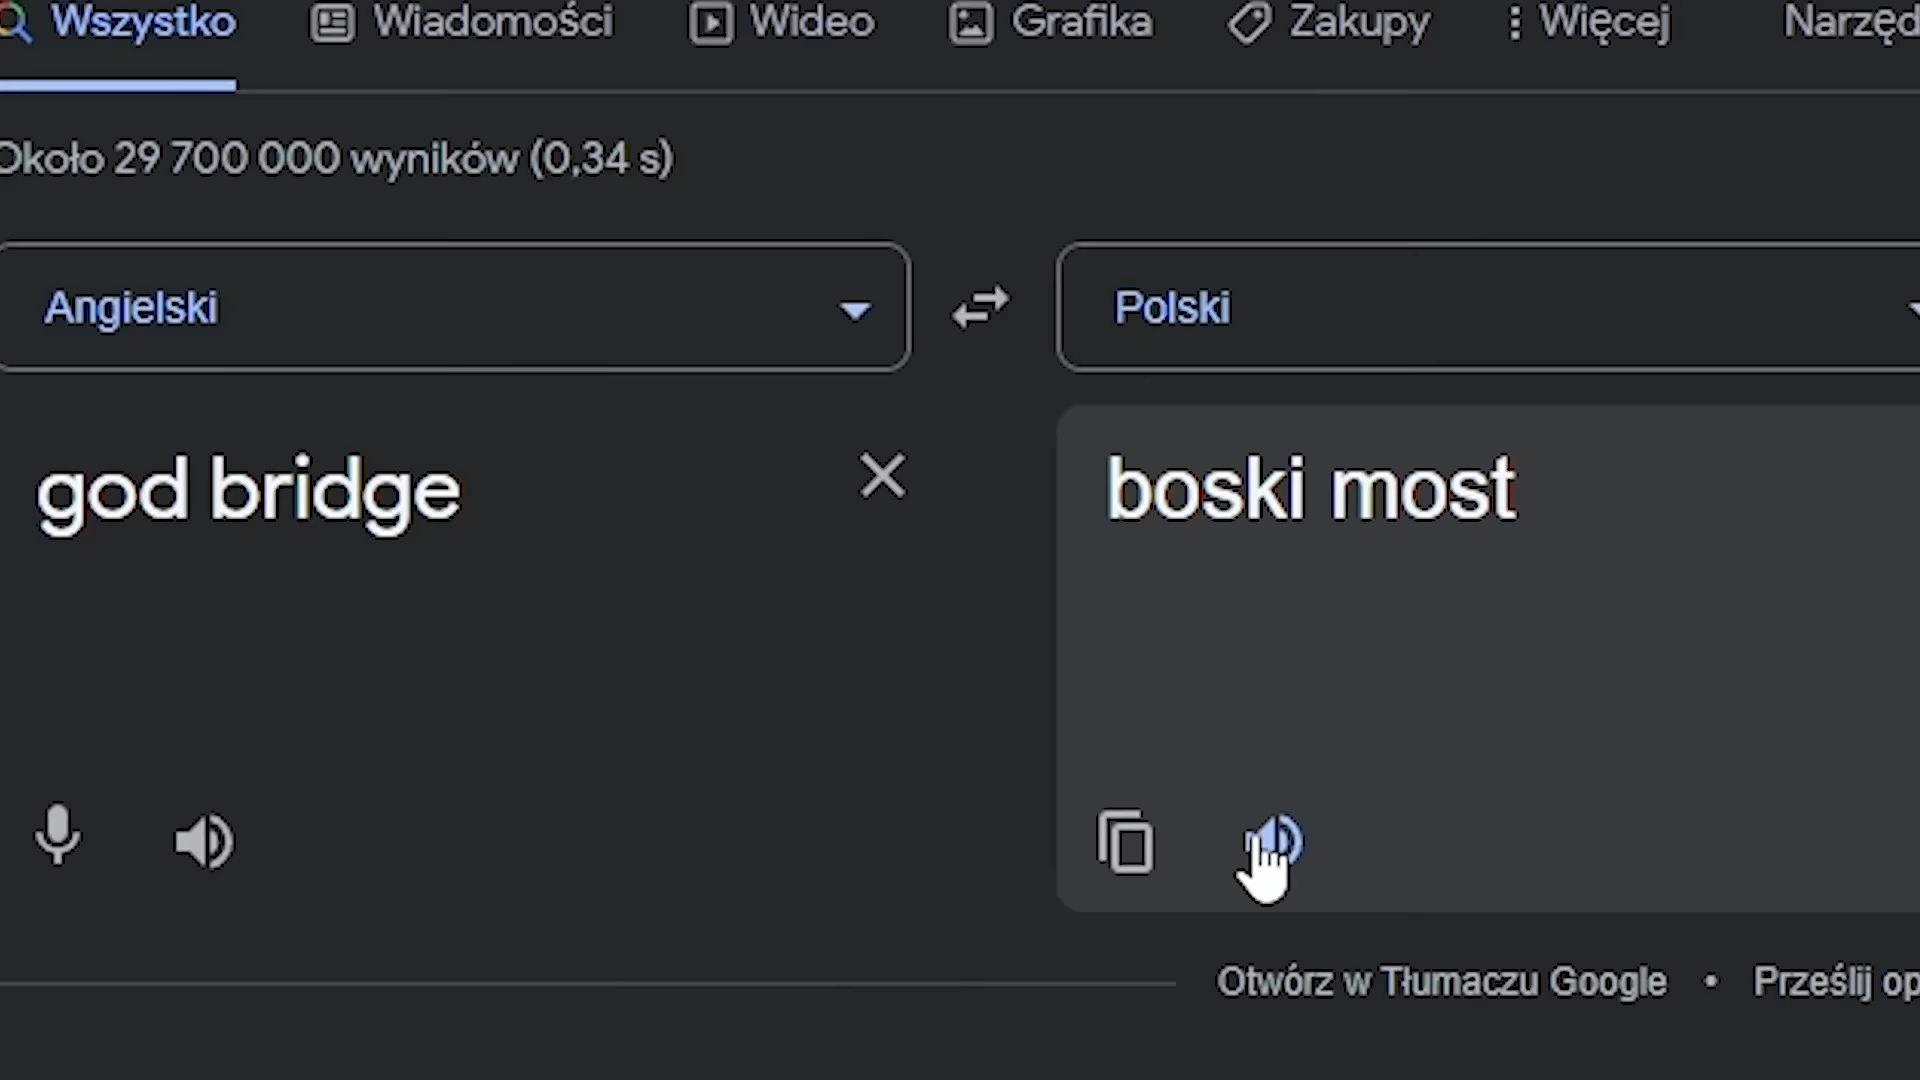 Wszystko Wiadomości Wideo Grafika Zakupy Więcej
Około 29 700 000 wyników (0,34 s)
Angielski Polski
god bridge boski most
Otwórz w Tłumaczu Google • Prześlij